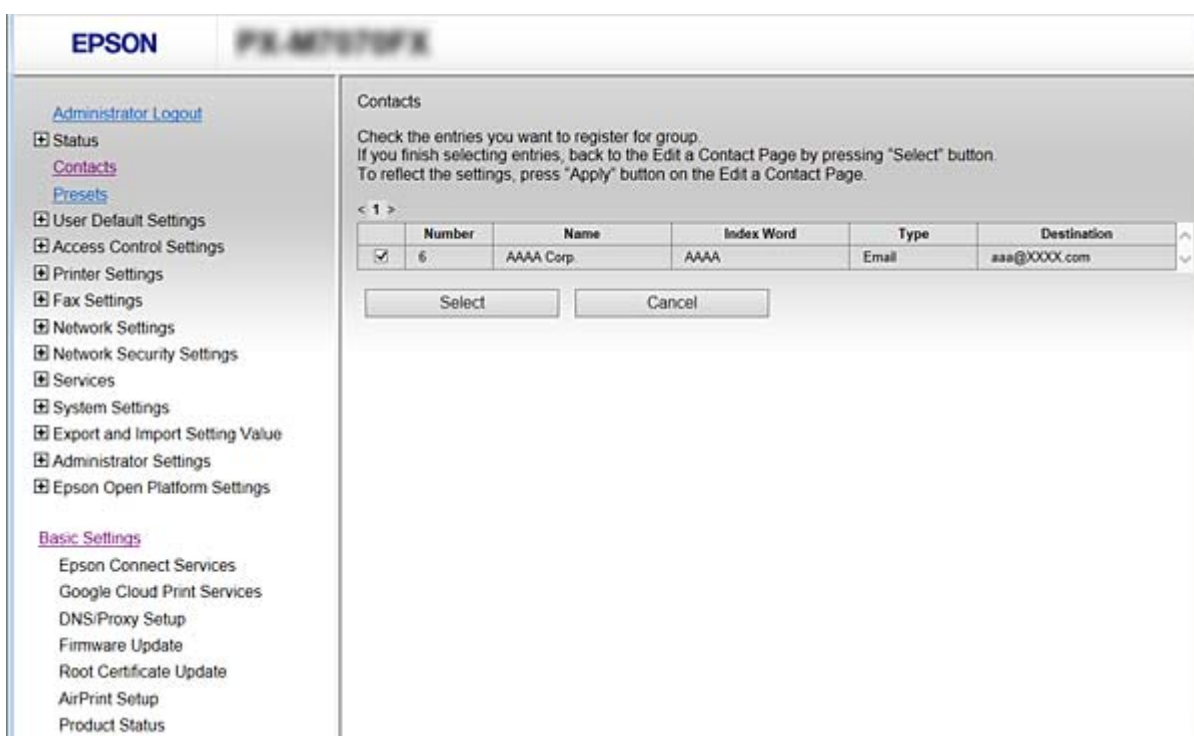 EPSON
Administrator Logout
Status
Contacts
Presets
User Default Settings
Access Control Settings
Printer Settings
Fax Settings
Network Settings
Network Security Settings
Services
System Settings
Export and Import Setting Value
Administrator Settings
Epson Open Platform Settings
Basic Settings
Epson Connect Services
Google Cloud Print Services
DNS/Proxy Setup
Firmware Update
Root Certificate Update
AirPrint Setup
Product Status
Contacts
Check the entries you want to register for group.
If you finish selecting entries, back to the Edit a Contact Page by pressing "Select" button.
To reflect the settings, press "Apply" button on the Edit a Contact Page.
< 1 >
Number Name Index Word Type Destination
6 AAAA Corp. AAAA Email aaa@XXXX.com
Select Cancel